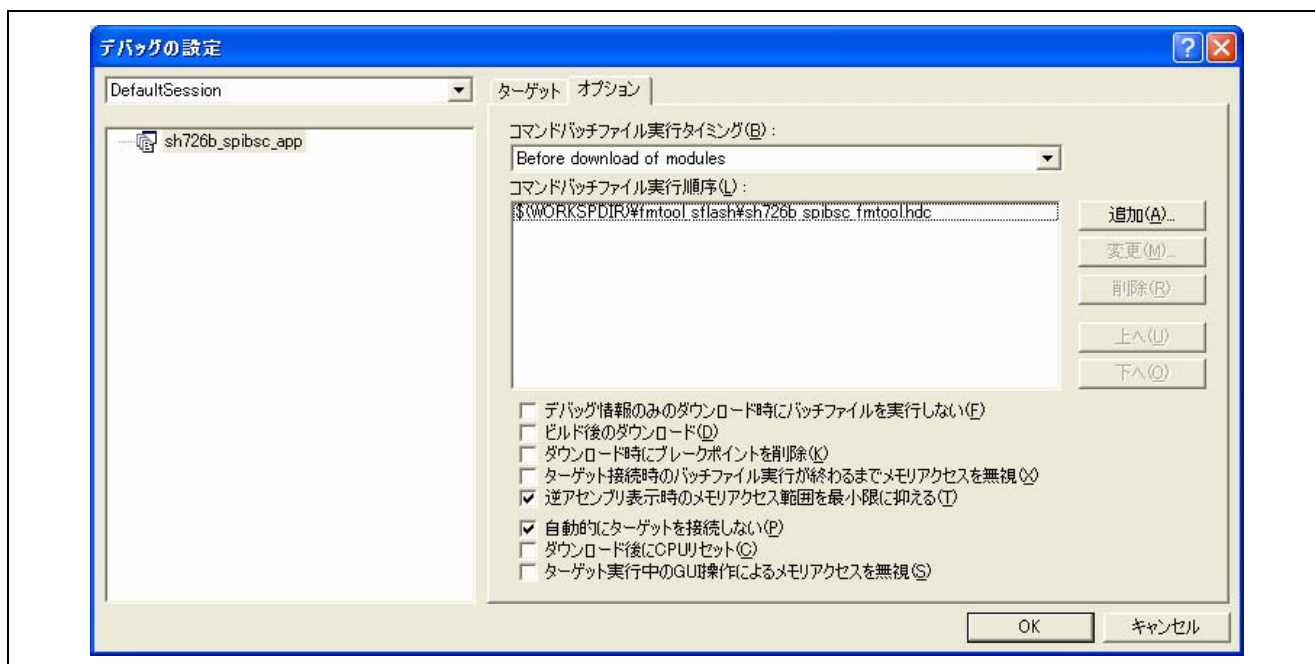 デバッグの設定
DefaultSession
sh726b_spibsc_app
ターゲット オプション
コマンドバッチファイル実行タイミング(B) :
Before download of modules
コマンドバッチファイル実行順序(L) :
$(WORKSPDIR)¥fmtool_sflash¥sh726b_spibsc_fmtool.hdc
追加(A)...
変更(M)...
削除(R)
上へ(U)
下へ(O)
デバッグ情報のみのダウンロード時にバッチファイルを実行しない(F)
ビルド後のダウンロード(D)
ダウンロード時にブレークポイントを削除(K)
ターゲット接続時のバッチファイル実行が終わるまでメモリアクセスを無視(X)
逆アセンブリ表示時のメモリアクセス範囲を最小限に抑える(T)
自動的にターゲットを接続しない(P)
ダウンロード後にCPUリセット(C)
ターゲット実行中のGUI操作によるメモリアクセスを無視(S)
OK
キャンセル